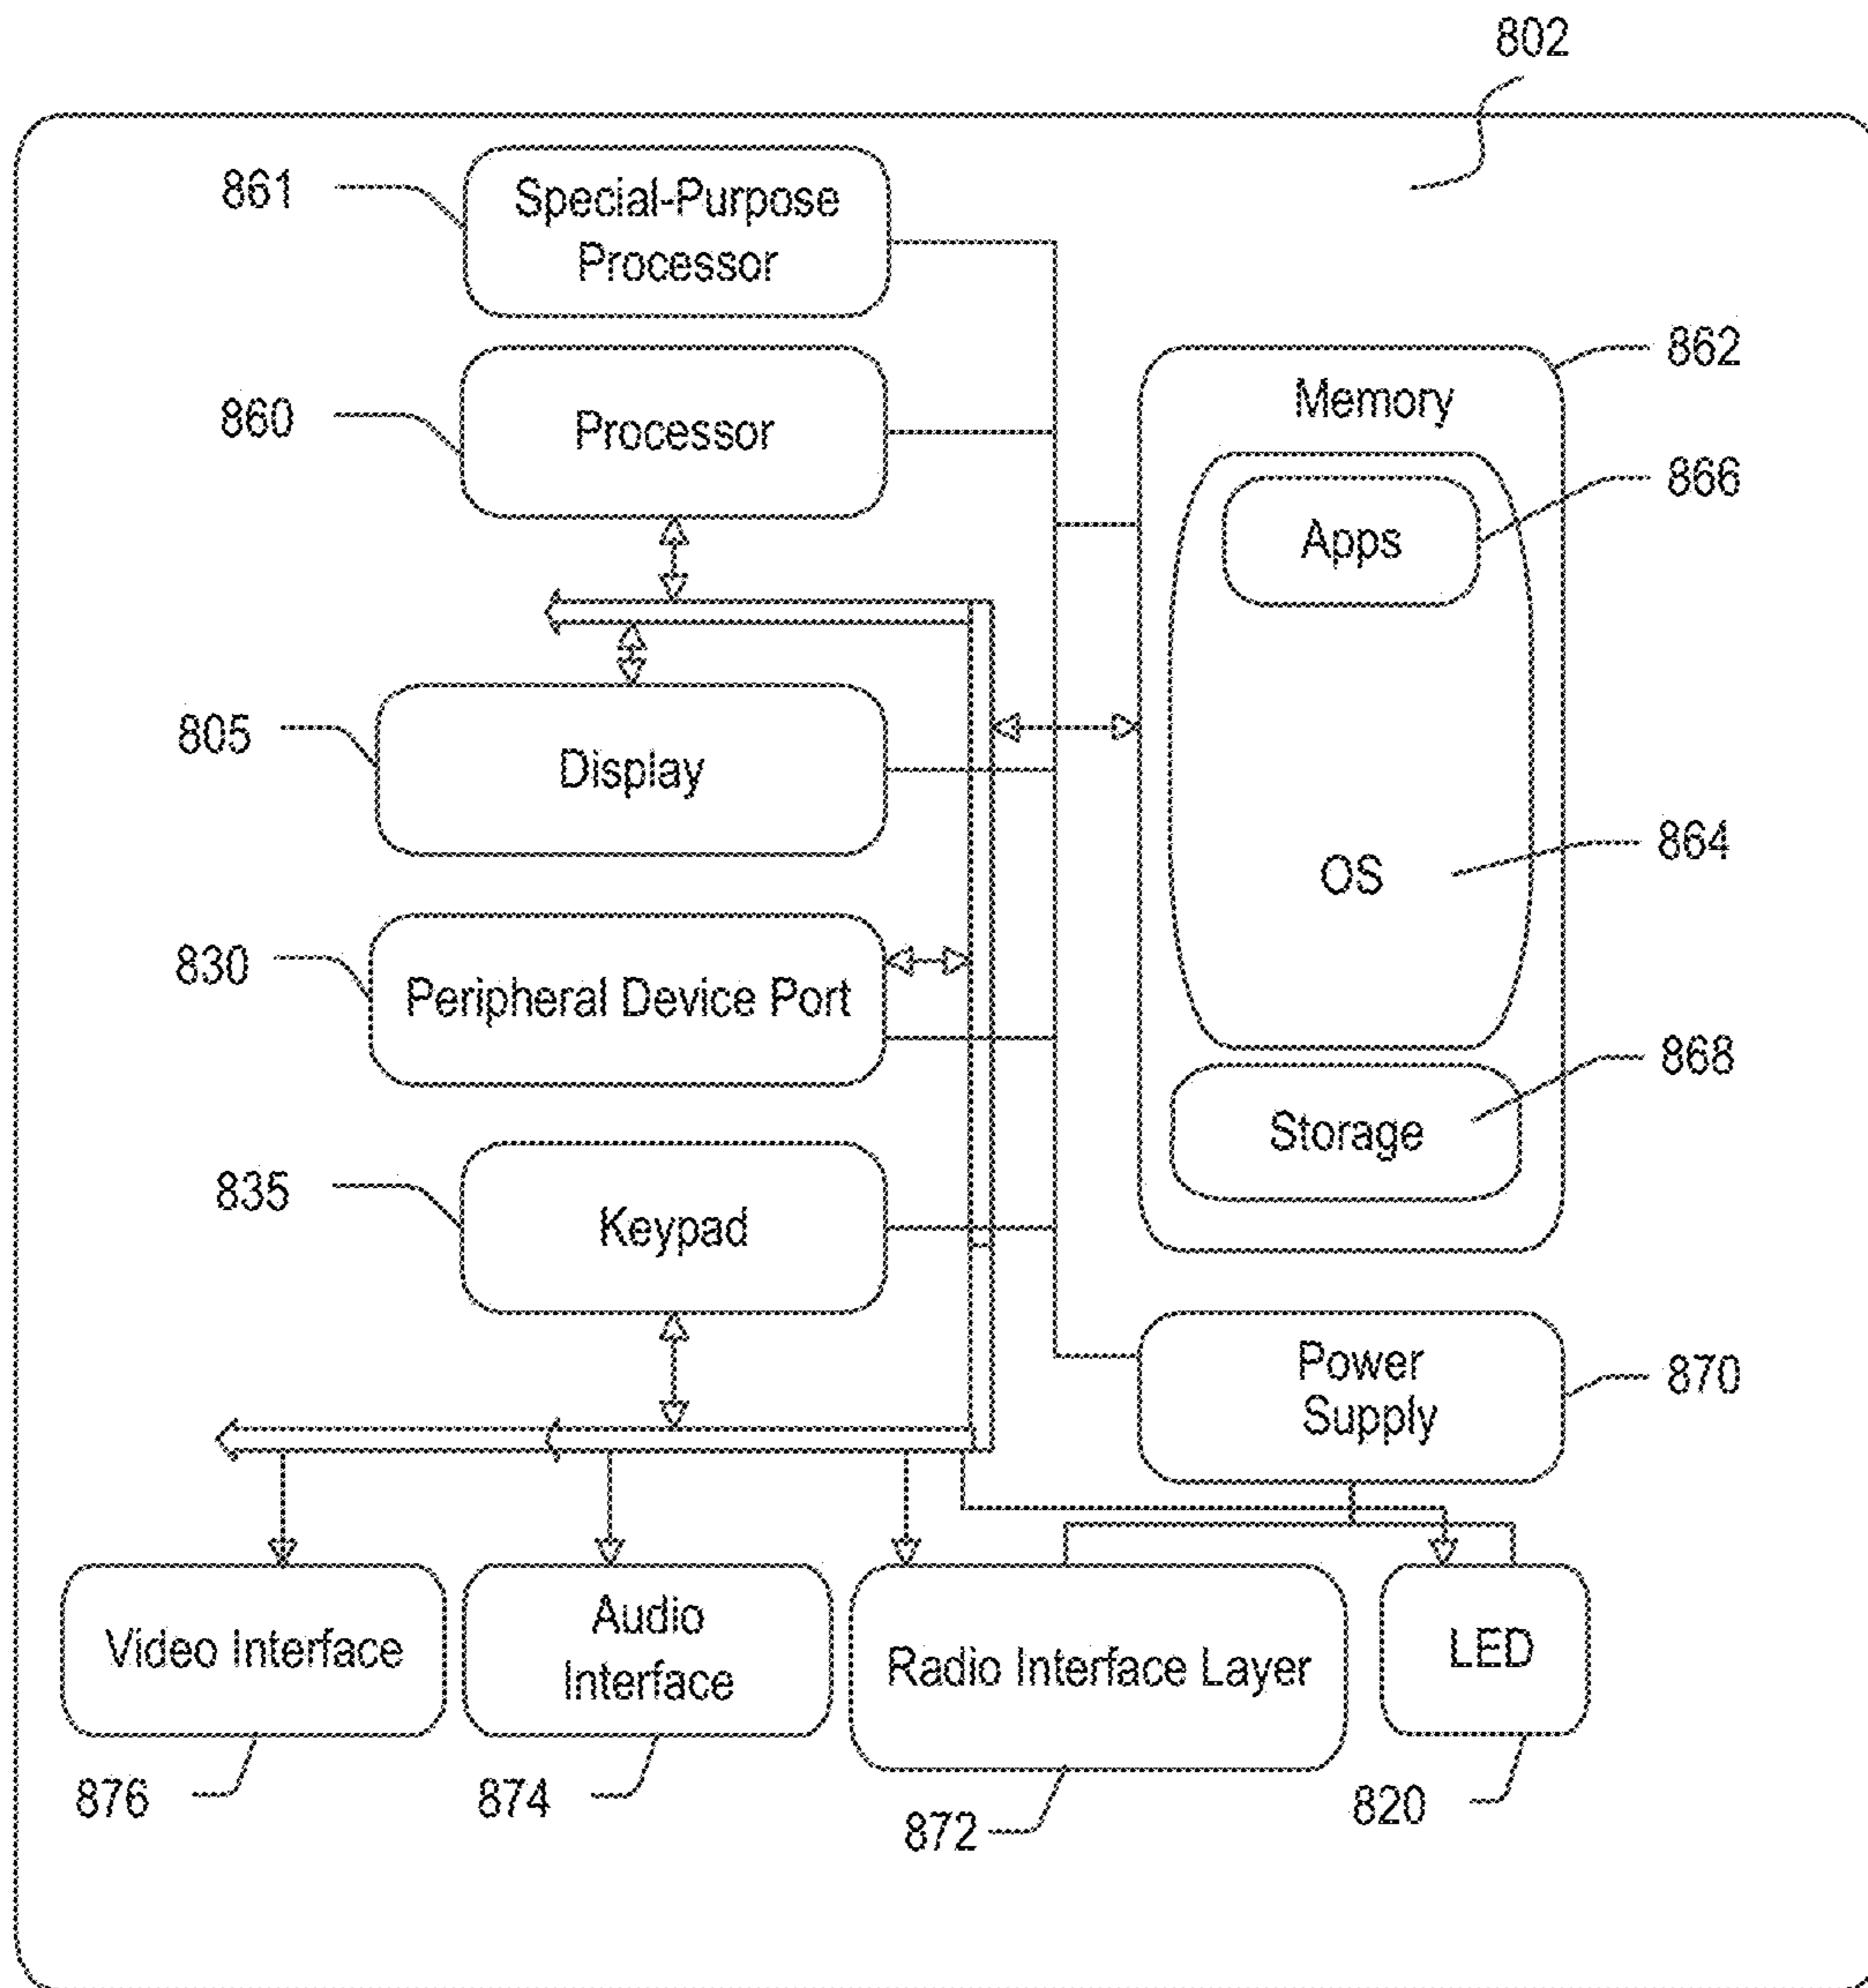 802
861
Special-Purpose
Processor
862
Memory
860
Processor
866
Apps
805
Display
864
OS
830
Peripheral Device Port
868
Storage
835
Keypad
Power
Supply
870
Video Interface
Audio
Interface
Radio Interface Layer
LED
876
874
872
820